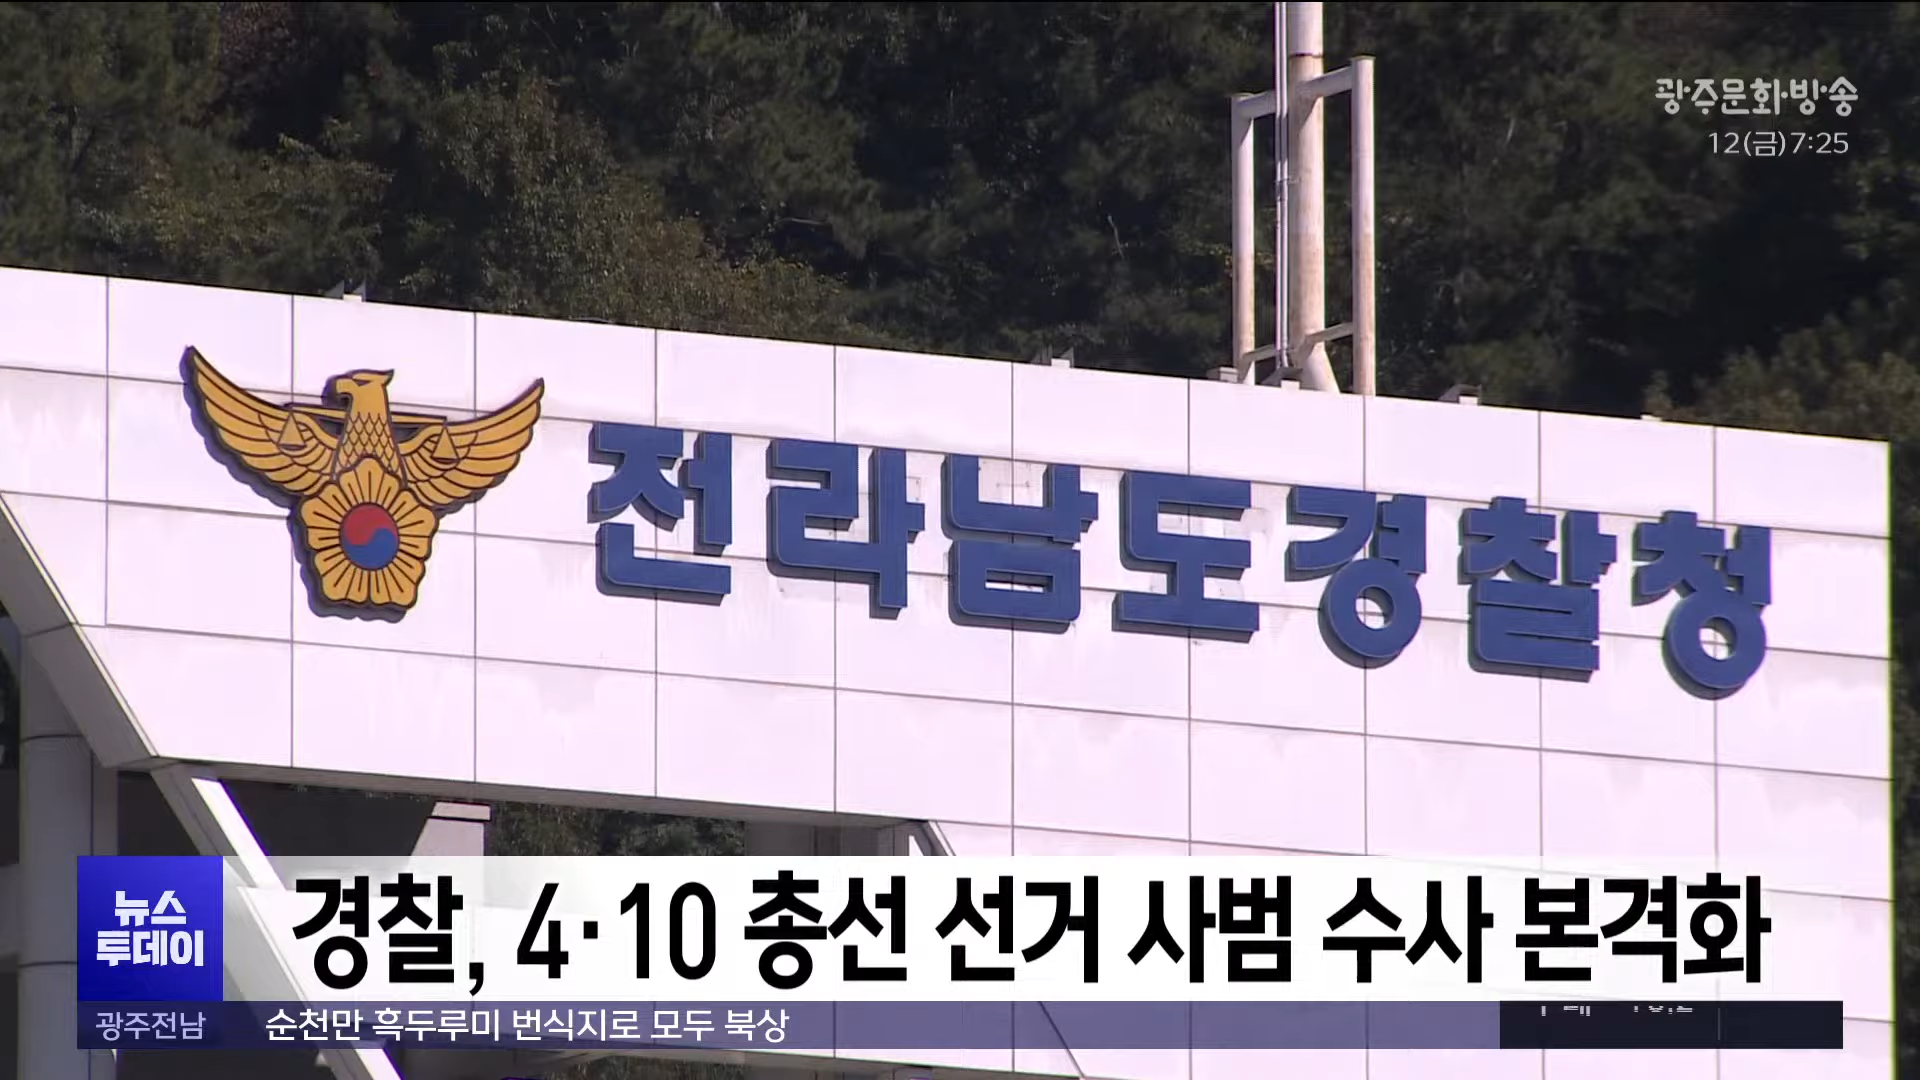 광주문화방송
12(금)7:25
전라남도경찰청
뉴스
투데이
경찰, 4·10 총선 선거 사범 수사 본격화
광주전남
순천만 흑두루미 번식지로 모두 북상